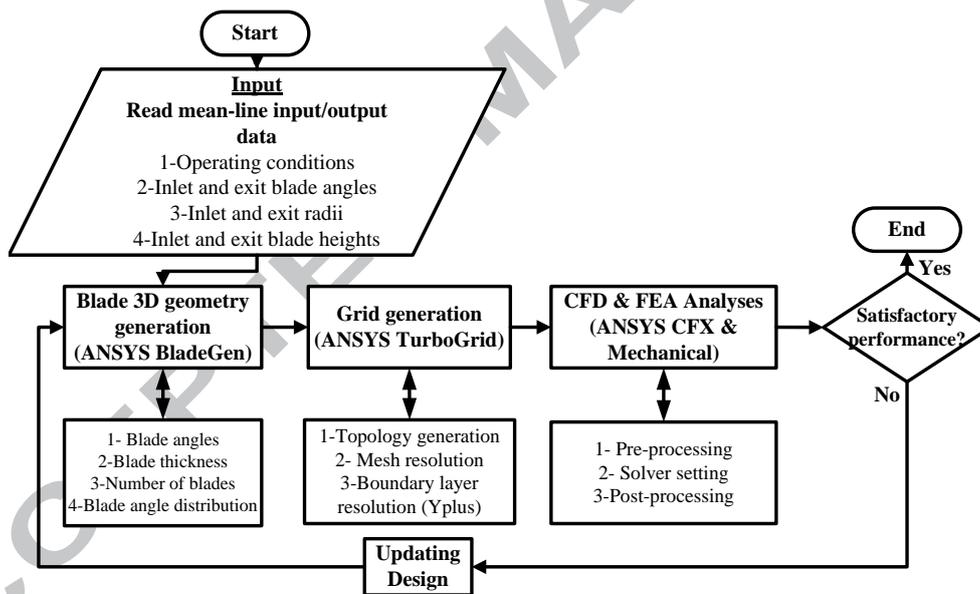 Start
Input
Read mean-line input/output
data
1-Operating conditions
2-Inlet and exit blade angles
3-Inlet and exit radii
4-Inlet and exit blade heights
End
Yes
Blade 3D geometry
generation
(ANSYS BladeGen)
Grid generation
(ANSYS TurboGrid)
CFD & FEA Analyses
(ANSYS CFX &
Mechanical)
Satisfactory
performance?
No
1- Blade angles
2-Blade thickness
3-Number of blades
4-Blade angle distribution
1-Topology generation
2- Mesh resolution
3-Boundary layer
resolution (Yplus)
1- Pre-processing
2- Solver setting
3-Post-processing
Updating
Design